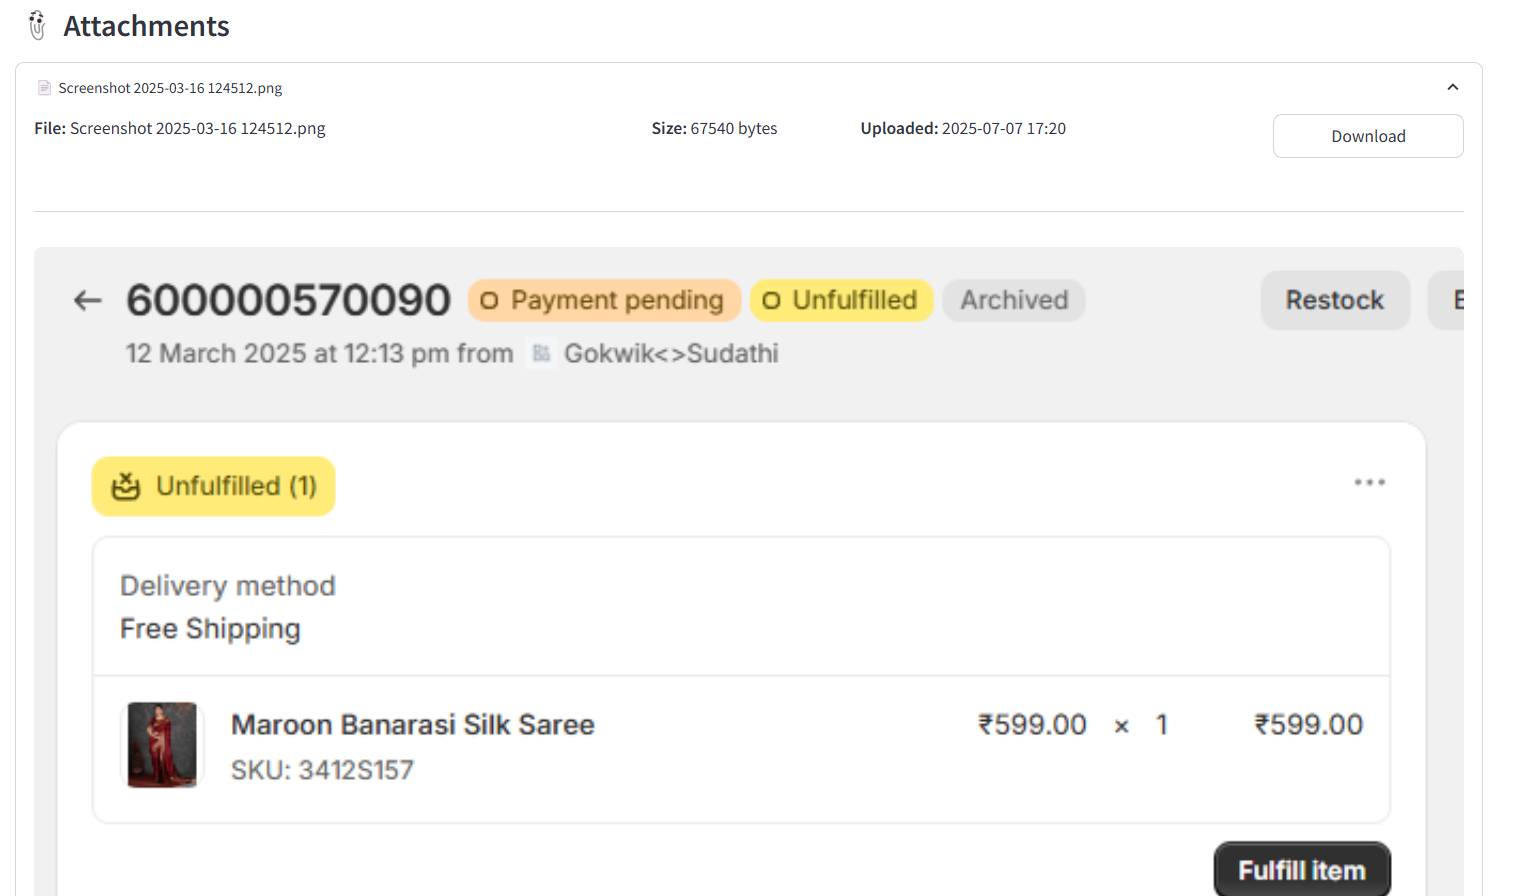 Attachments
Screenshot 2025-03-16 124512.png
File: Screenshot 2025-03-16 124512.png Size: 67540 bytes Uploaded: 2025-07-07 17:20 Download
600000570090 Payment pending Unfulfilled Archived Restock
12 March 2025 at 12:13 pm from Gokwik<>Sudathi
Unfulfilled (1)
Delivery method
Free Shipping
Maroon Banarasi Silk Saree ₹599.00 × 1 ₹599.00
SKU: 3412S157
Fulfill item